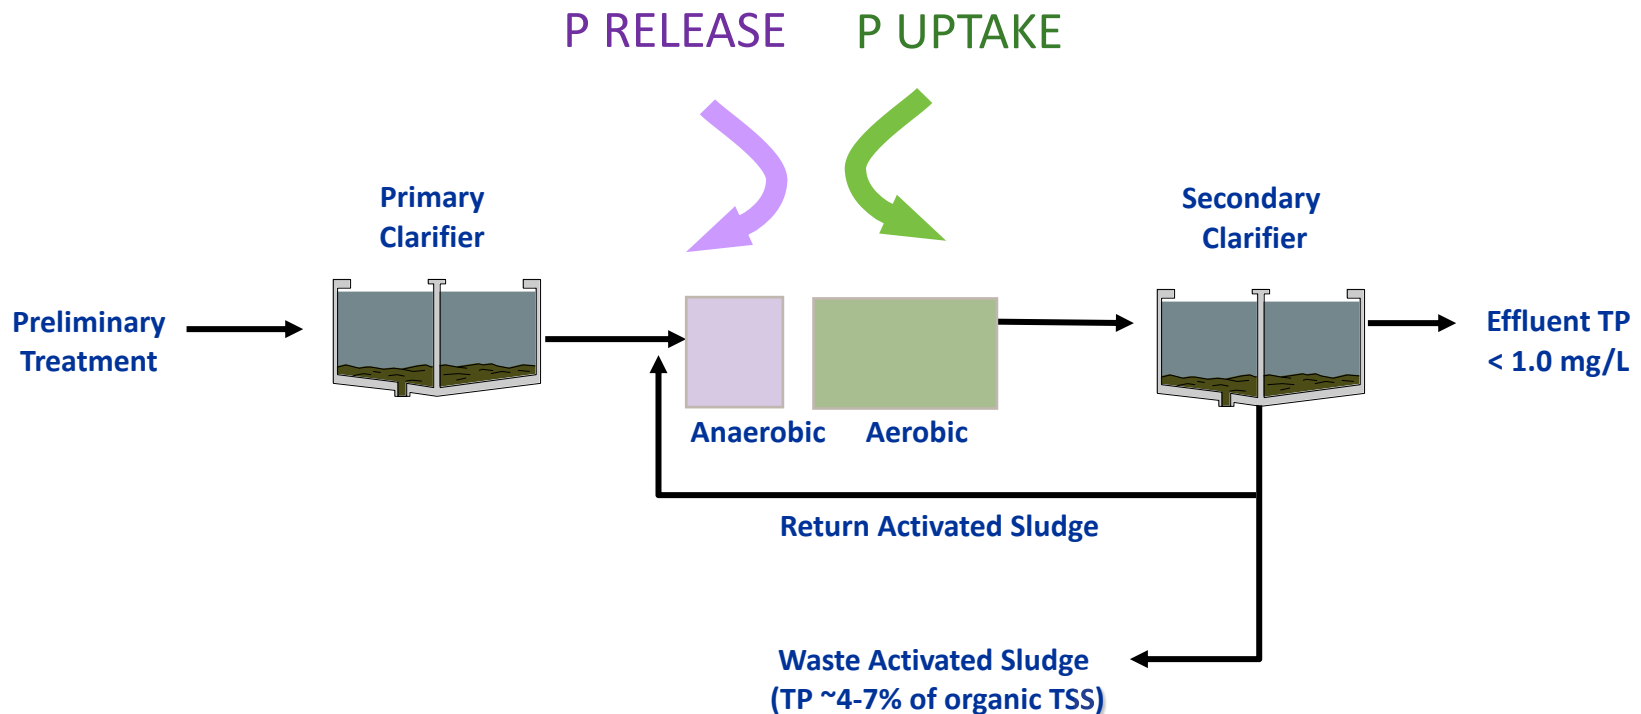 P RELEASE
P UPTAKE
Primary
Clarifier
Secondary
Clarifier
Preliminary
Treatment
Effluent TP
< 1.0 mg/L
Anaerobic
Aerobic
Return Activated Sludge
Waste Activated Sludge
(TP ~4-7% of organic TSS)